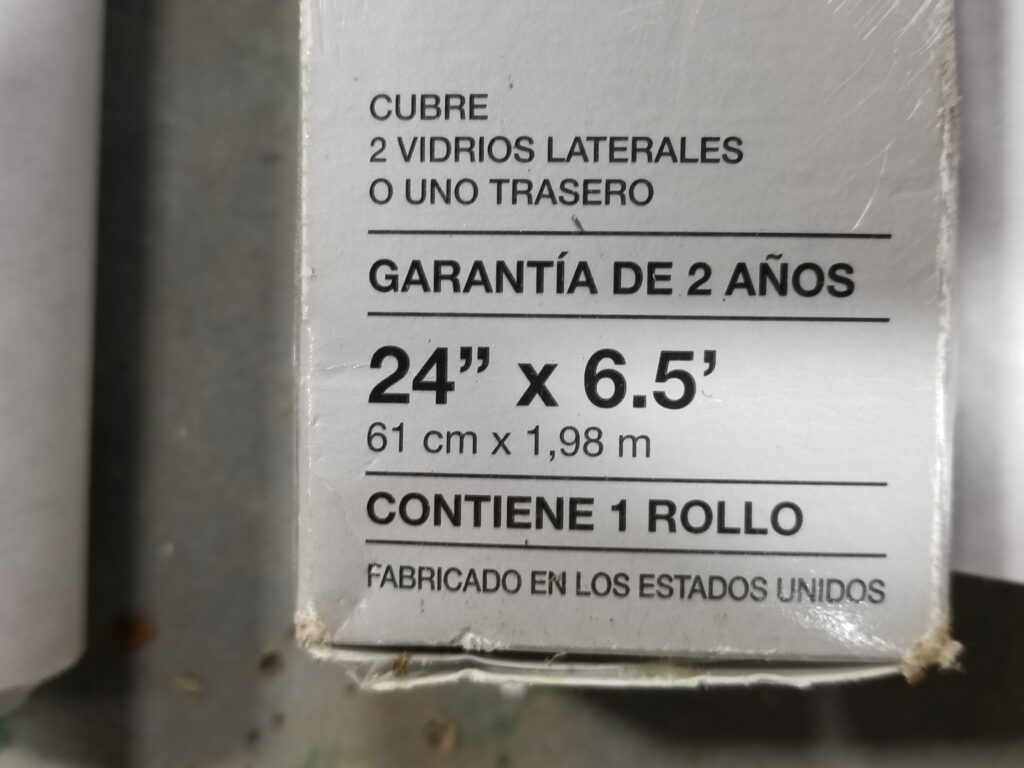 CUBRE
2 VIDRIOS LATERALES
O UNO TRASERO
GARANTÍA DE 2 AÑOS
24” x 6.5’
61 cm x 1,98 m
CONTIENE 1 ROLLO
FABRICADO EN LOS ESTADOS UNIDOS